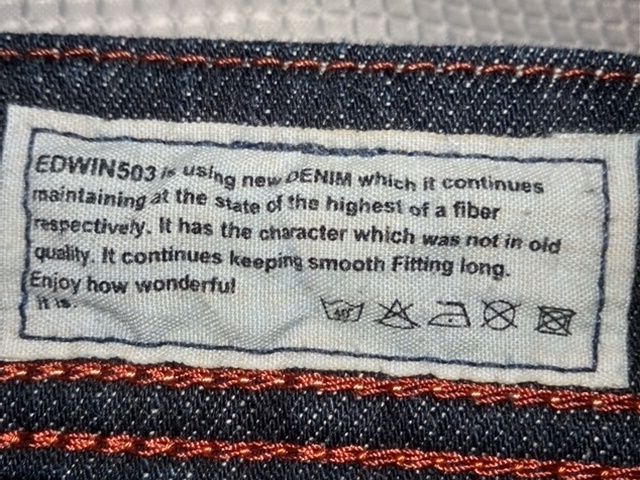 EDWIN503 is using new DENIM which it continues
maintaining at the state of the highest of a fiber
respectively. It has the character which was not in old
quality. It continues keeping smooth Fitting long.
Enjoy how wonderful
it is.
40°